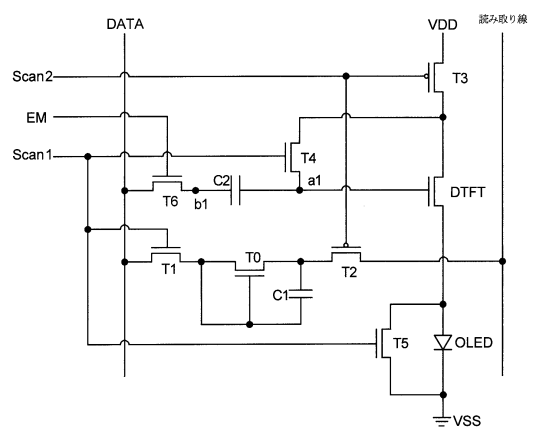 DATA
VDD
読み取り線
Scan2
T3
EM
Scan1
T4
C2
a1
DTFT
T6
b1
T0
T1
T2
C1
T5
OLED
VSS